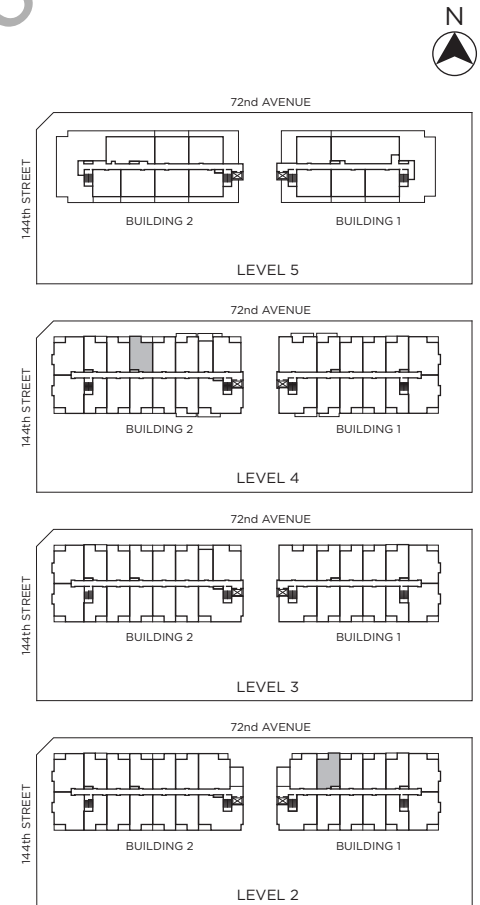 N
72nd AVENUE
144th STREET
BUILDING 2 BUILDING 1
LEVEL 5
72nd AVENUE
144th STREET
BUILDING 2 BUILDING 1
LEVEL 4
72nd AVENUE
144th STREET
BUILDING 2 BUILDING 1
LEVEL 3
72nd AVENUE
144th STREET
BUILDING 2 BUILDING 1
LEVEL 2